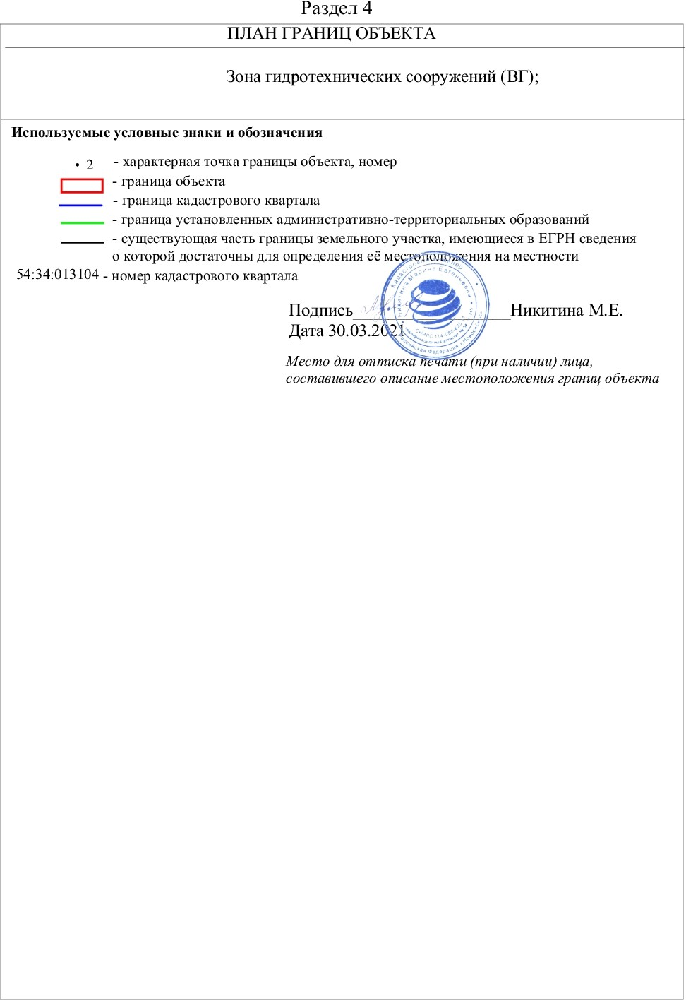 Раздел 4
ПЛАН ГРАНИЦ ОБЪЕКТА
Зона гидротехнических сооружений (ВГ);
Используемые условные знаки и обозначения
• 2 - характерная точка границы объекта, номер
- граница объекта
- граница кадастрового квартала
- граница установленных административно-территориальных образований
- существующая часть границы земельного участка, имеющиеся в ЕГРН сведения
о которой достаточны для определения её местоположения на местности
54:34:013104 - номер кадастрового квартала
Кадастровый инженер
Никитина Марина Евгеньевна
Подпись__________________Никитина М.Е.
Дата 30.03.2021
СНИЛС
квалификационный аттестат
Российская Федерация г.Новосибирск
Место для оттиска печати (при наличии) лица,
составившего описание местоположения границ объекта